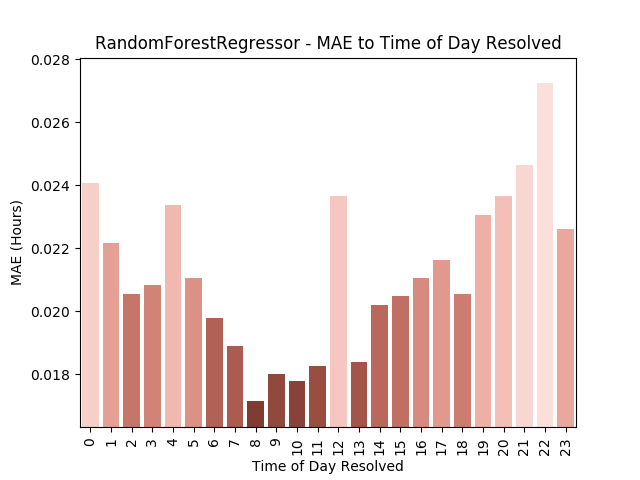 RandomForestRegressor - MAE to Time of Day Resolved
0.028
0.026
0.024
0.022
0.020
0.018
MAE (Hours)
0 1 2 3 4 5 6 7 8 9 10 11 12 13 14 15 16 17 18 19 20 21 22 23
Time of Day Resolved